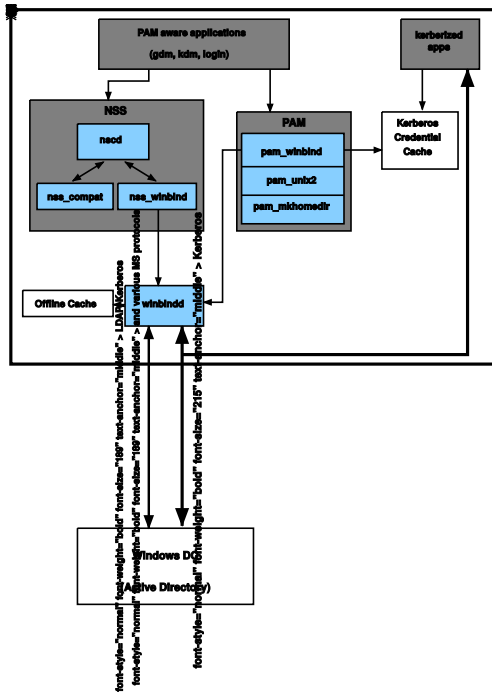 PAM aware applications
(gdm, kdm, login)
kerberized
apps
NSS
nscd
nss_compat
nss_winbind
PAM
pam_winbind
pam_unix2
pam_mkhomedir
Kerberos
Credential
Cache
Offline Cache
winbindd
font-style="normal" font-weight="bold" font-size="189" text-anchor="middle" > LDAP/Kerberos
font-style="normal" font-weight="bold" font-size="189" text-anchor="middle" > and various MS protocols
font-style="normal" font-weight="bold" font-size="215" text-anchor="middle" > Kerberos
Windows DC
(Active Directory)